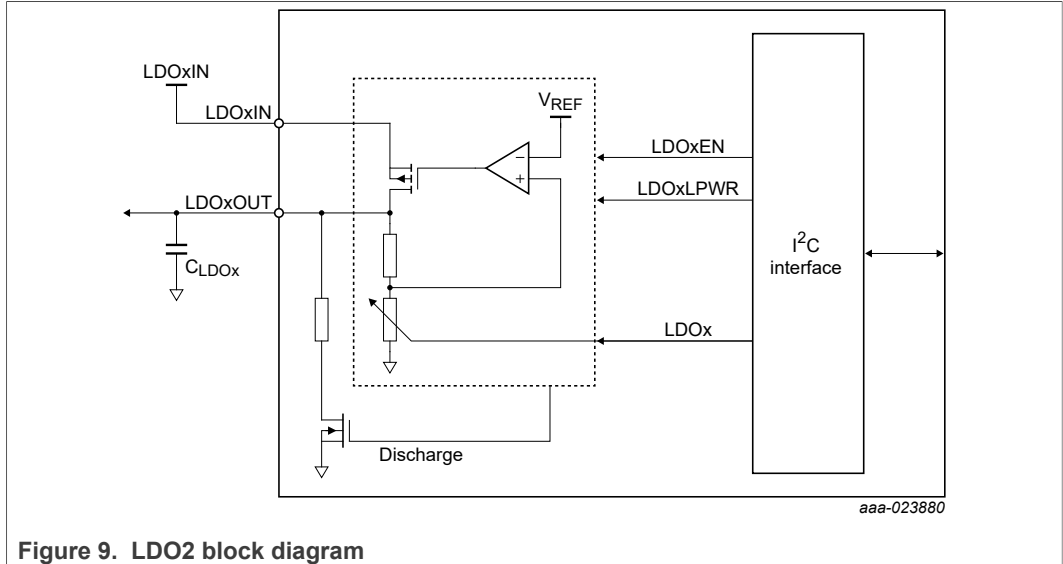 LDOxIN
LDOxIN
VREF
LDOxEN
LDOxOUT
LDOxLPWR
CLDOx
I2C
interface
LDOx
Discharge
aaa-023880
Figure 9. LDO2 block diagram